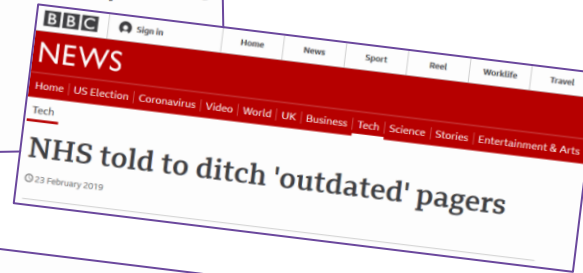 BBC Sign in Home News Sport Reel Worklife Travel
NEWS
Home US Election Coronavirus Video World UK Business Tech Science Stories Entertainment & Arts
Tech
NHS told to ditch 'outdated' pagers
23 February 2019